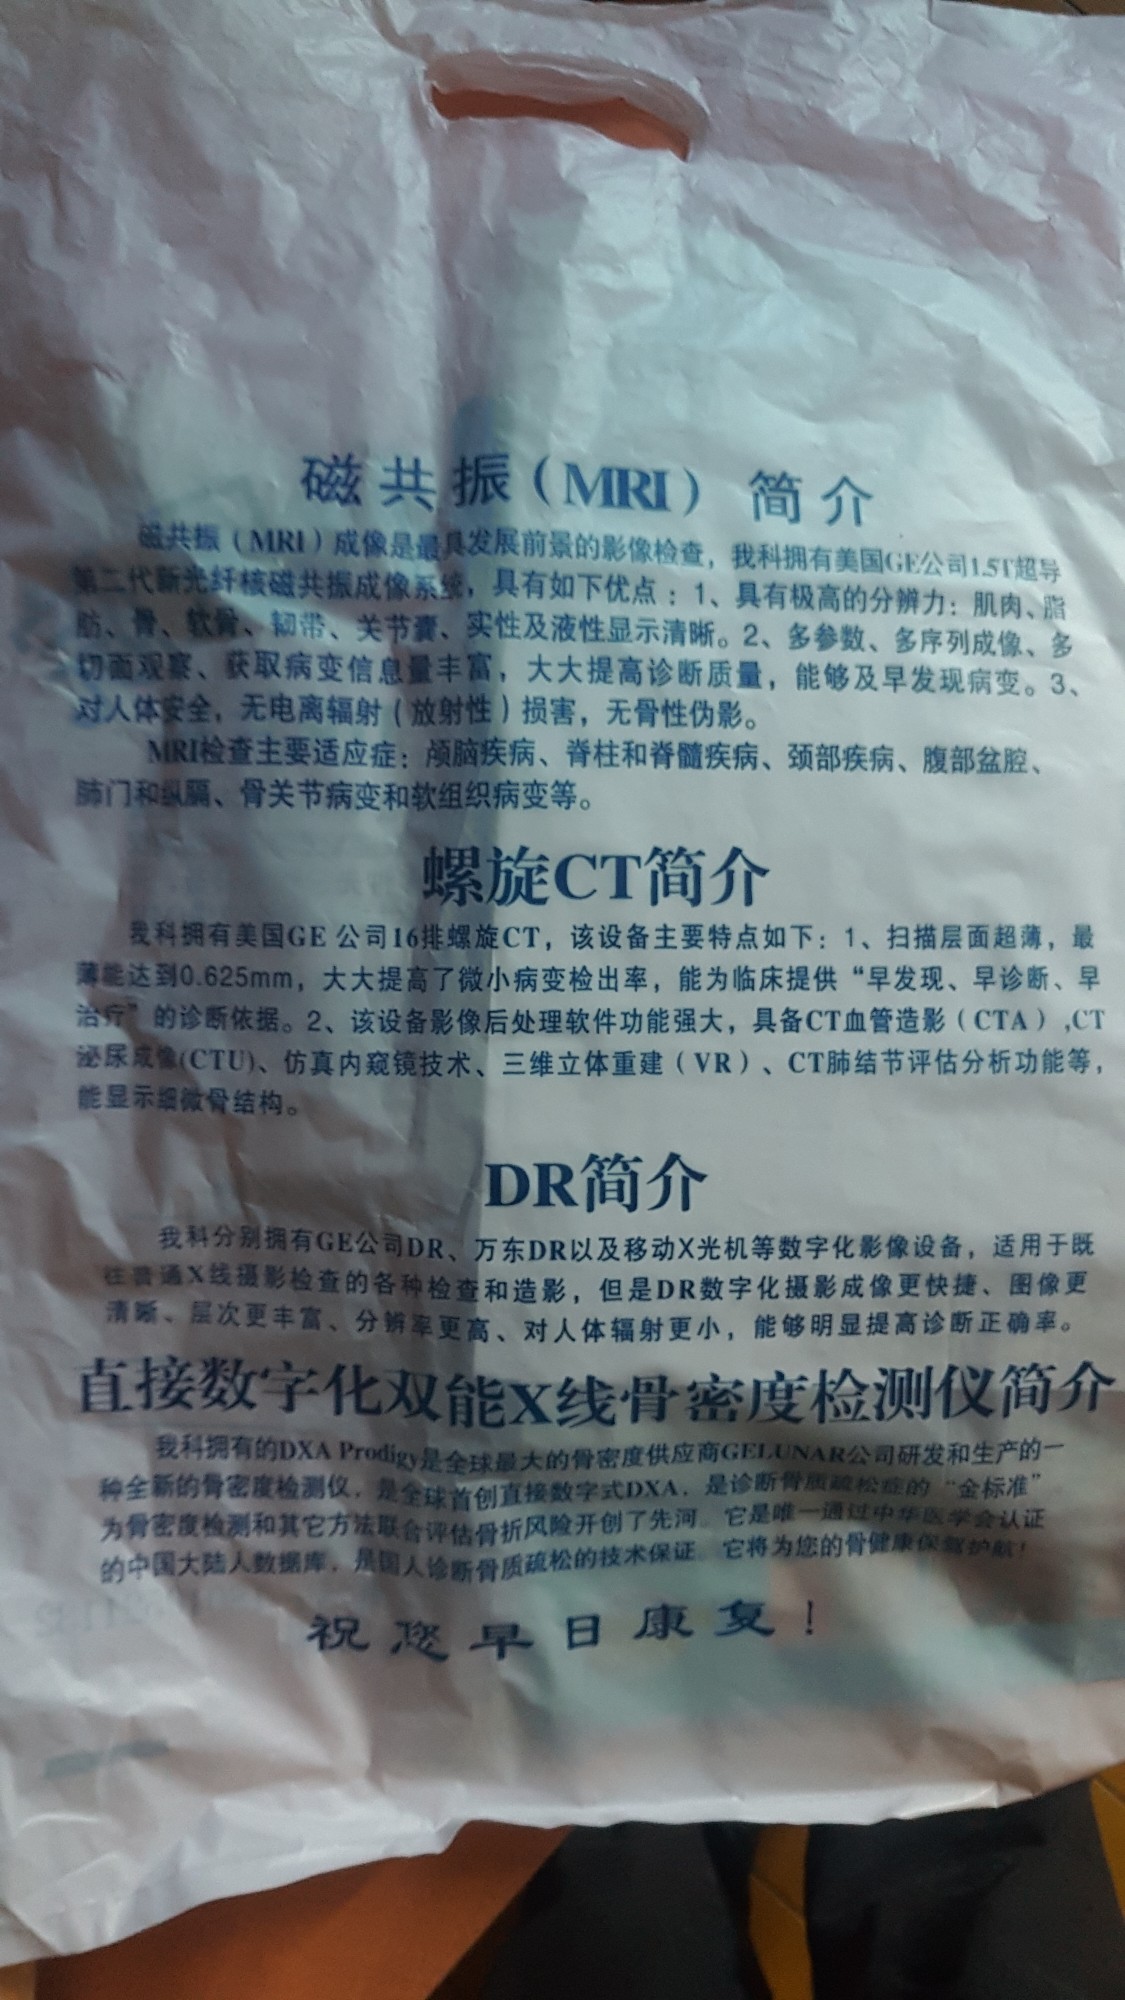 磁共振（MRI） 简介
磁共振（MRI）成像是最具发展前景的影像检查，我科拥有美国GE公司1.5T超导
第二代新光纤核磁共振成像系统，具有如下优点：1、具有极高的分辨力：肌肉、脂
肪、骨、软骨、韧带、关节囊、实性及液性显示清晰。2、多参数、多序列成像、多
切面观察、获取病变信息量丰富，大大提高诊断质量，能够及早发现病变。3、
对人体安全，无电离辐射（放射性）损害，无骨性伪影。
MRI检查主要适应症：颅脑疾病、脊柱和脊髓疾病、颈部疾病、腹部盆腔、
肺门和纵膈、骨关节病变和软组织病变等。
螺旋CT简介
我科拥有美国GE 公司16排螺旋CT，该设备主要特点如下：1、扫描层面超薄，最
薄能达到0.625mm，大大提高了微小病变检出率，能为临床提供“早发现、早诊断、早
治疗”的诊断依据。2、该设备影像后处理软件功能强大，具备CT血管造影（CTA）,CT
泌尿成像(CTU)、仿真内窥镜技术、三维立体重建（VR）、CT肺结节评估分析功能等，
能显示细微骨结构。
DR简介
我科分别拥有GE公司DR、万东DR以及移动X光机等数字化影像设备，适用于既
往普通X线摄影检查的各种检查和造影，但是DR数字化摄影成像更快捷、图像更
清晰、层次更丰富、分辨率更高、对人体辐射更小，能够明显提高诊断正确率。
直接数字化双能X线骨密度检测仪简介
我科拥有的DXA Prodigy是全球最大的骨密度供应商GELUNAR公司研发和生产的一
种全新的骨密度检测仪，是全球首创直接数字式DXA，是诊断骨质疏松症的“金标准”
为骨密度检测和其它方法联合评估骨折风险开创了先河。它是唯一通过中华医学会认证
的中国大陆人数据库，是国人诊断骨质疏松的技术保证。它将为您的骨健康保驾护航！
祝您早日康复！